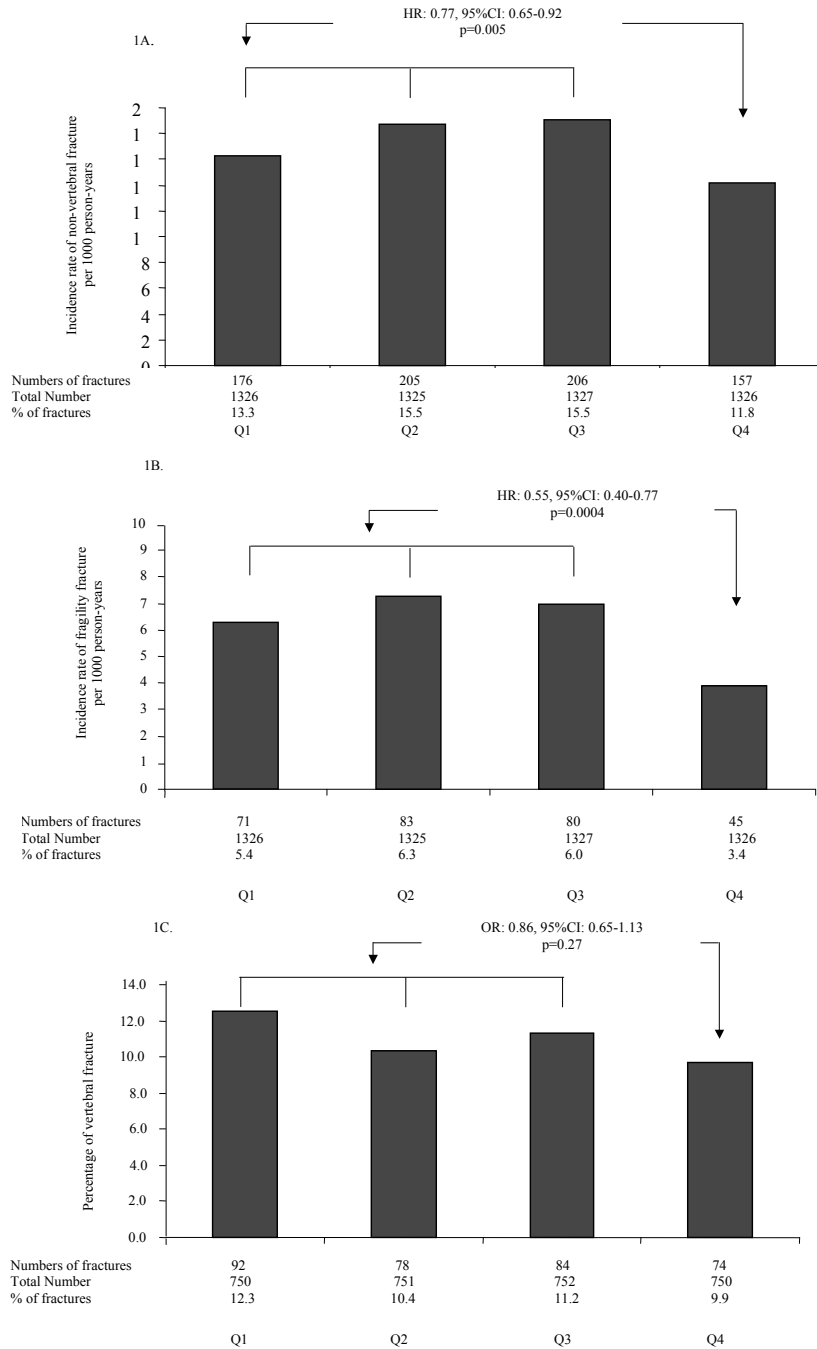 HR: 0.77, 95%CI: 0.65-0.92
p=0.005
1A.
Incidence rate of non-vertebral fracture
per 1000 person-years
2
1
1
1
1
1
8
6
4
2
0
Numbers of fractures 176 205 206 157
Total Number 1326 1325 1327 1326
% of fractures 13.3 15.5 15.5 11.8
Q1 Q2 Q3 Q4
1B.
HR: 0.55, 95%CI: 0.40-0.77
p=0.0004
Incidence rate of fragility fracture
per 1000 person-years
10
9
8
7
6
5
4
3
2
1
0
Numbers of fractures 71 83 80 45
Total Number 1326 1325 1327 1326
% of fractures 5.4 6.3 6.0 3.4
Q1 Q2 Q3 Q4
1C.
OR: 0.86, 95%CI: 0.65-1.13
p=0.27
Percentage of vertebral fracture
14.0
12.0
10.0
8.0
6.0
4.0
2.0
0.0
Numbers of fractures 92 78 84 74
Total Number 750 751 752 750
% of fractures 12.3 10.4 11.2 9.9
Q1 Q2 Q3 Q4